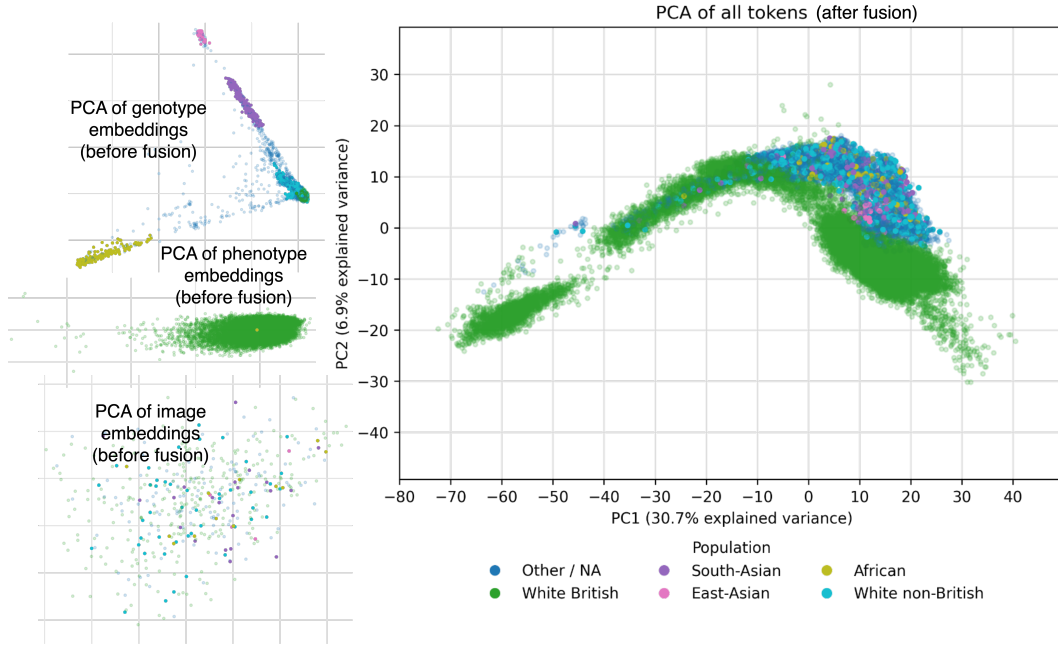 PCA of genotype
embeddings
(before fusion)
PCA of phenotype
embeddings
(before fusion)
PCA of image
embeddings
(before fusion)
PCA of all tokens (after fusion)
PC2 (6.9% explained variance)
30
20
10
0
−10
−20
−30
−40
−80 −70 −60 −50 −40 −30 −20 −10 0 10 20 30 40
PC1 (30.7% explained variance)
Population
Other / NA South-Asian African
White British East-Asian White non-British